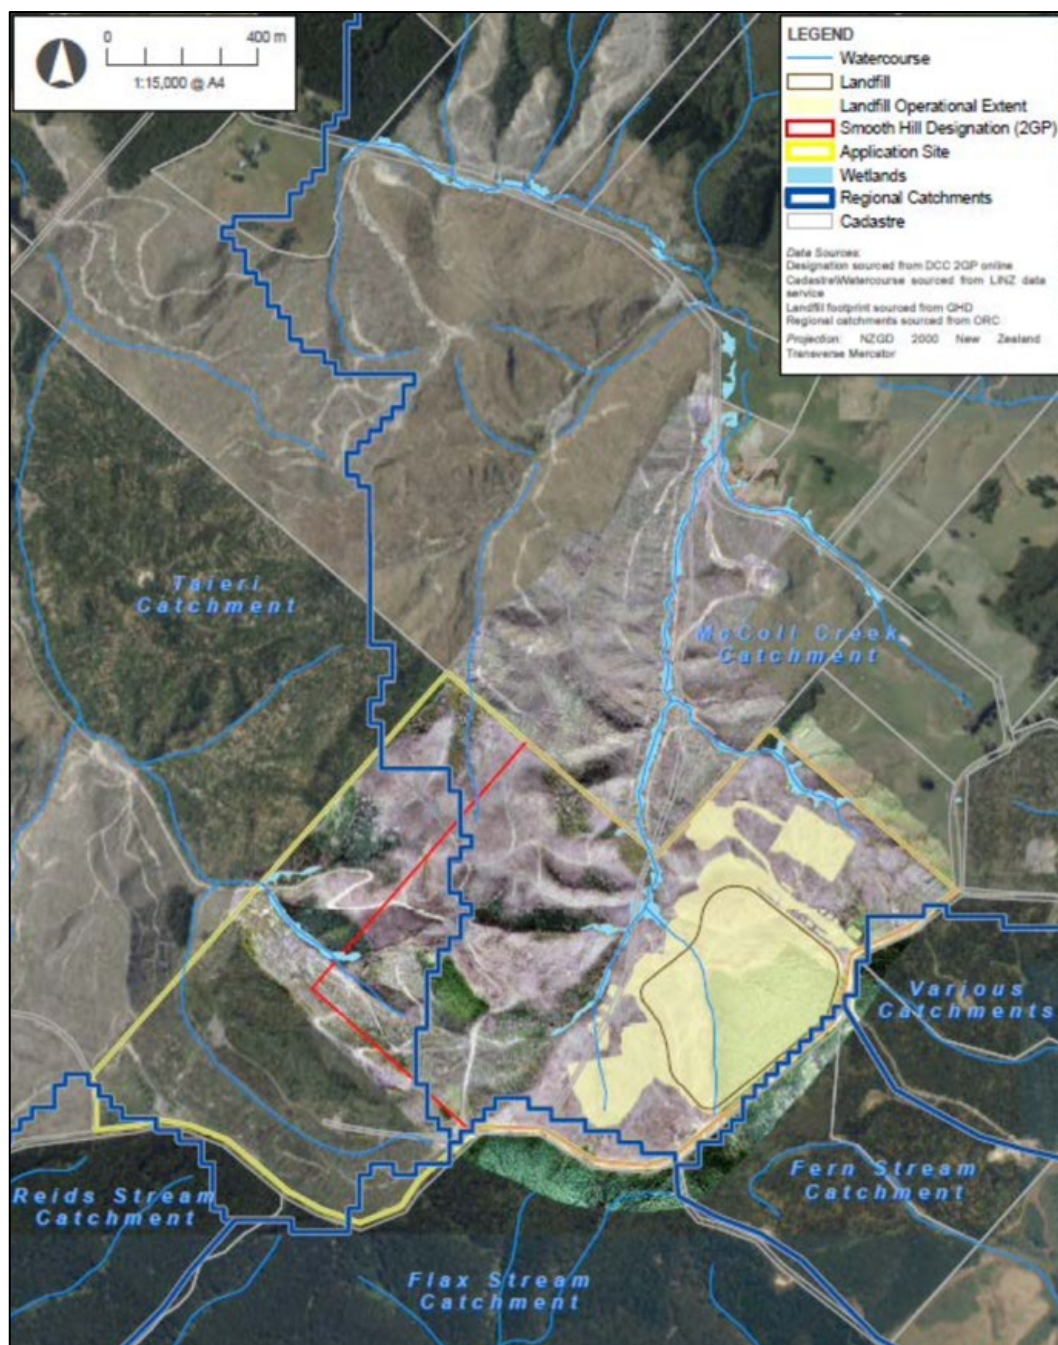 0
400 m
1:15,000 @ A4
LEGEND
Watercourse
Landfill
Landfill Operational Extent
Smooth Hill Designation (2GP)
Application Site
Wetlands
Regional Catchments
Cadastre
Data Sources:
Designation sourced from DCC 2GP online
Cadastre\Watercourse sourced from LINZ data
service
Landfill footprint sourced from GHD
Regional catchments sourced from ORC
Projection: NZGD 2000 New Zealand
Transverse Mercator
Taieri
Catchment
McColl Creek
Catchment
Various
Catchments
Fern Stream
Catchment
Reids Stream
Catchment
Flax Stream
Catchment